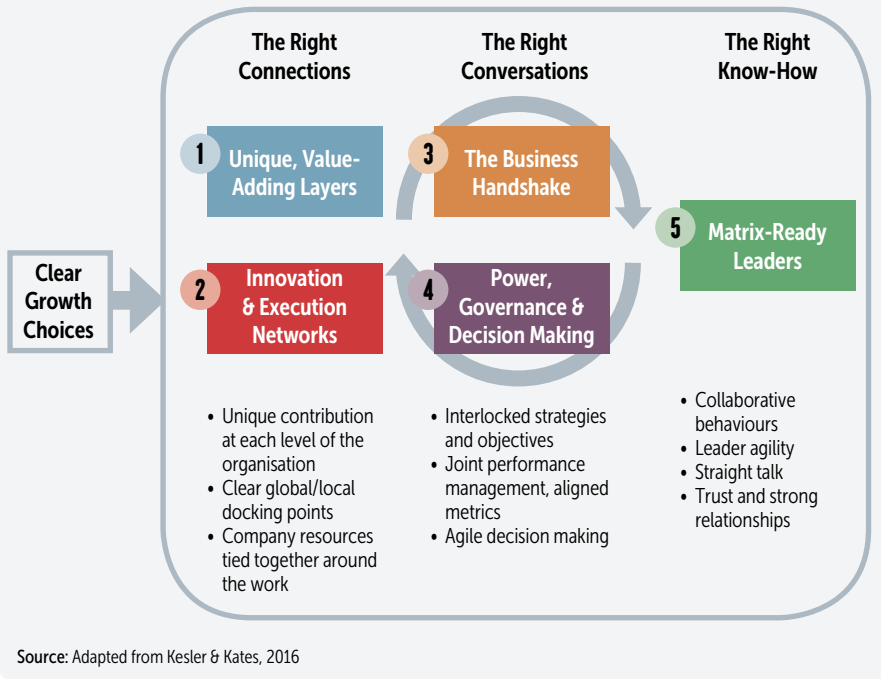 The Right
Connections
The Right
Conversations
The Right
Know-How
Clear
Growth
Choices
1
Unique, Value-
Adding Layers
2
Innovation
& Execution
Networks
3
The Business
Handshake
4
Power,
Governance &
Decision Making
5
Matrix-Ready
Leaders
• Unique contribution
at each level of the
organisation
• Clear global/local
docking points
• Company resources
tied together around
the work
• Interlocked strategies
and objectives
• Joint performance
management, aligned
metrics
• Agile decision making
• Collaborative
behaviours
• Leader agility
• Straight talk
• Trust and strong
relationships
Source: Adapted from Kesler & Kates, 2016